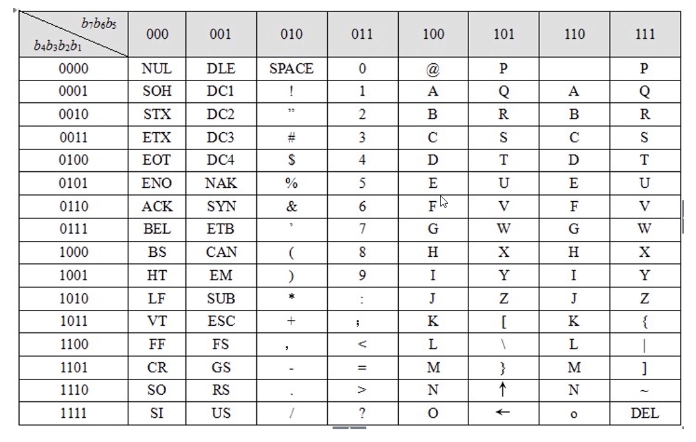 b7b6b5
b4b3b2b1 000 001 010 011 100 101 110 111
0000 NUL DLE SPACE 0 @ P P
0001 SOH DC1 ! 1 A Q A Q
0010 STX DC2 ” 2 B R B R
0011 ETX DC3 # 3 C S C S
0100 EOT DC4 $ 4 D T D T
0101 ENO NAK % 5 E U E U
0110 ACK SYN & 6 F V F V
0111 BEL ETB ’ 7 G W G W
1000 BS CAN ( 8 H X H X
1001 HT EM ) 9 I Y I Y
1010 LF SUB * : J Z J Z
1011 VT ESC + ; K [ K {
1100 FF FS , < L \ L |
1101 CR GS - = M } M ]
1110 SO RS . > N ↑ N ~
1111 SI US / ? O ← o DEL